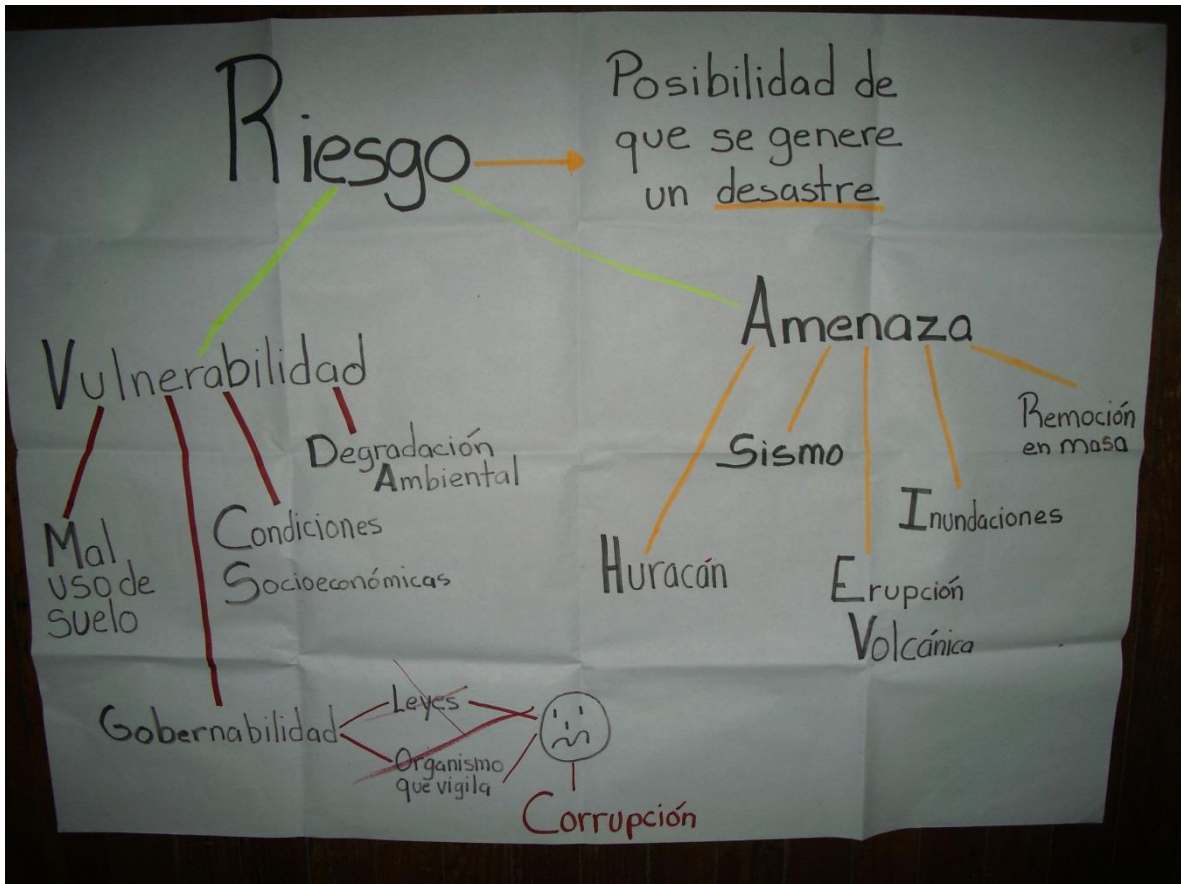 Riesgo
Posibilidad de
que se genere
un desastre
Vulnerabilidad
Mal
uso de
suelo
Gobernabilidad
Leyes
Organismo
que vigila
Corrupción
Condiciones
Socioeconómicas
Degradación
Ambiental
Amenaza
Huracán
Sismo
Erupción
Volcánica
Inundaciones
Remoción
en masa